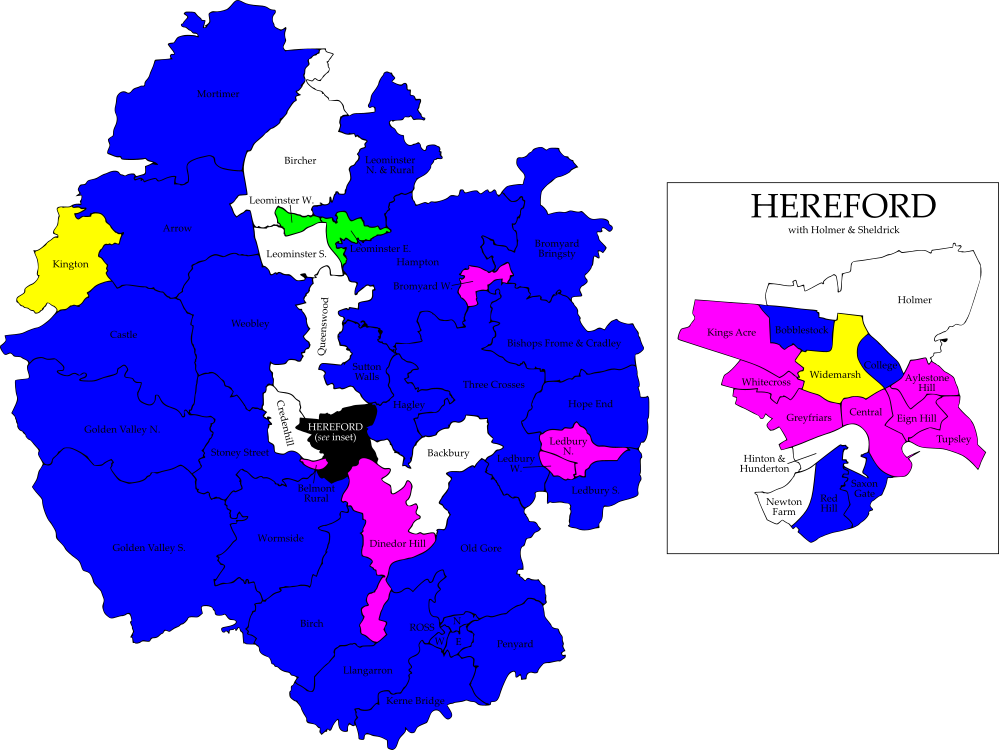 Mortimer
Bircher
Leominster
N. & Rural
Leominster W.
Arrow
Leominster S.
Leominster E.
Hampton
Bromyard
Bringsty
Kington
Bromyard W.
Castle
Weobley
Queenswood
Bishops Frome & Cradley
Sutton
Walls
Three Crosses
Hope End
Hagley
Credenhill
Golden Valley N.
HEREFORD
(see inset)
Stoney Street
Backbury
Ledbury
N.
Ledbury
W.
Ledbury S.
Belmont
Rural
Wormside
Dinedor Hill
Old Gore
Golden Valley S.
Birch
ROSS
N.
W.
E.
Penyard
Llangarron
Kerne Bridge
HEREFORD
with Holmer & Sheldrick
Holmer
Kings Acre
Bobblestock
College
Widemarsh
Whitecross
Aylestone
Hill
Greyfriars
Central
Eign Hill
Tupsley
Hinton &
Hunderton
Newton
Farm
Red
Hill
Saxon
Gate